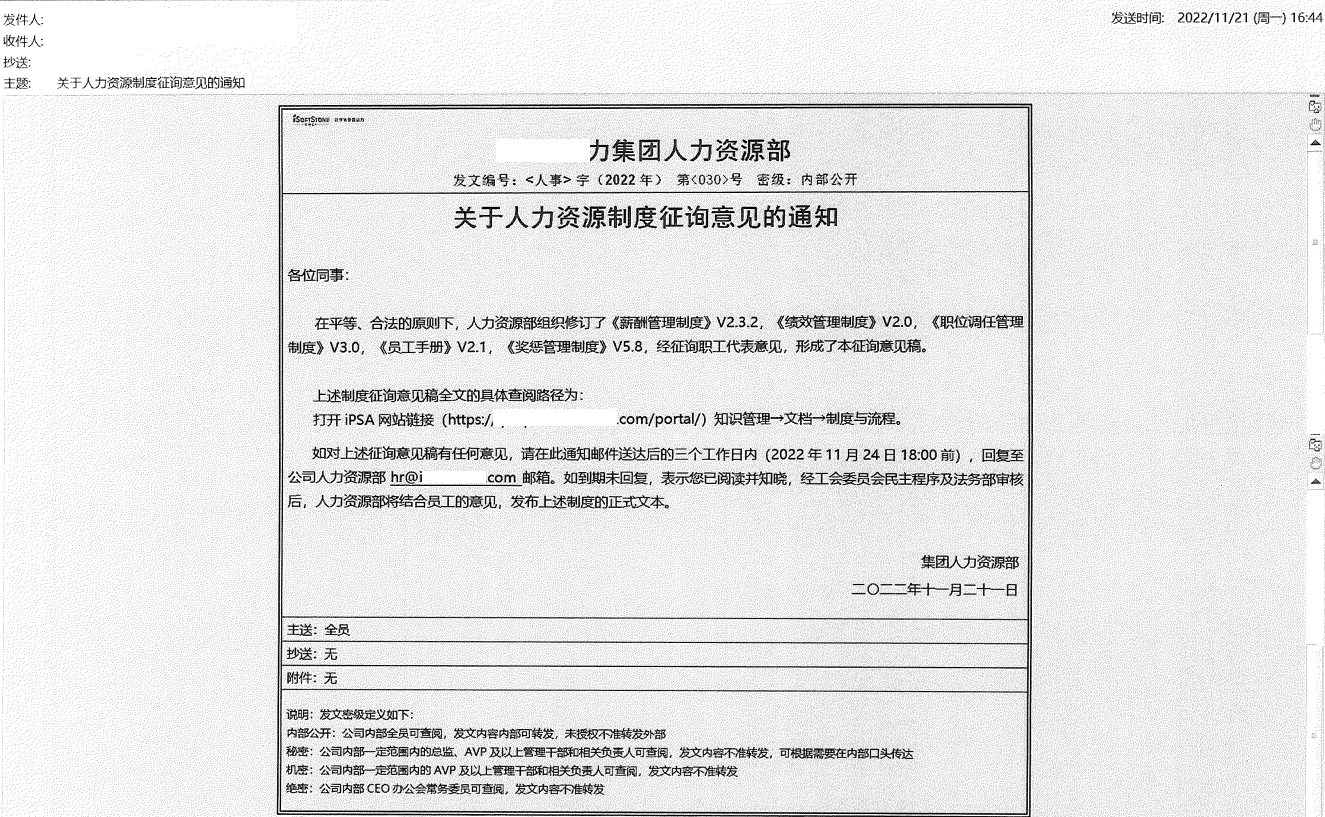 发件人:
发送时间: 2022/11/21 (周一) 16:44
收件人:
抄送:
主题: 关于人力资源制度征询意见的通知
iSoftStone
力集团人力资源部
发文编号：<人事> 字（2022 年） 第<030>号 密级：内部公开
关于人力资源制度征询意见的通知
各位同事：
在平等、合法的原则下，人力资源部组织修订了《薪酬管理制度》V2.3.2，《绩效管理制度》V2.0，《职位调任管理
制度》V3.0，《员工手册》V2.1，《奖惩管理制度》V5.8，经征询职工代表意见，形成了本征询意见稿。
上述制度征询意见稿全文的具体查阅路径为：
打开 iPSA 网站链接（https:/ .com/portal/）知识管理→文档→制度与流程。
如对上述征询意见稿有任何意见，请在此通知邮件送达后的三个工作日内（2022 年 11 月 24 日 18:00 前），回复至
公司人力资源部 hr@i com 邮箱。如到期未回复，表示您已阅读并知晓，经工会委员会民主程序及法务部审核
后，人力资源部将结合员工的意见，发布上述制度的正式文本。
集团人力资源部
二〇二二年十一月二十一日
主送：全员
抄送：无
附件：无
说明：发文密级定义如下：
内部公开：公司内部全员可查阅，发文内容内部可转发，未授权不准转发外部
秘密：公司内部一定范围内的总监、AVP 及以上管理干部和相关负责人可查阅，发文内容不准转发，可根据需要在内部口头传达
机密：公司内部一定范围内的 AVP 及以上管理干部和相关负责人可查阅，发文内容不准转发
绝密：公司内部 CEO 办公会常务委员可查阅，发文内容不准转发